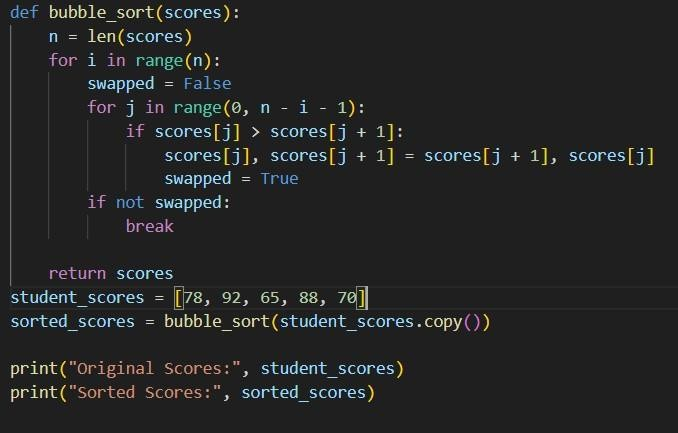 def bubble_sort(scores):
    n = len(scores)
    for i in range(n):
        swapped = False
        for j in range(0, n - i - 1):
            if scores[j] > scores[j + 1]:
                scores[j], scores[j + 1] = scores[j + 1], scores[j]
                swapped = True
        if not swapped:
            break

    return scores
student_scores = [78, 92, 65, 88, 70]
sorted_scores = bubble_sort(student_scores.copy())

print("Original Scores:", student_scores)
print("Sorted Scores:", sorted_scores)